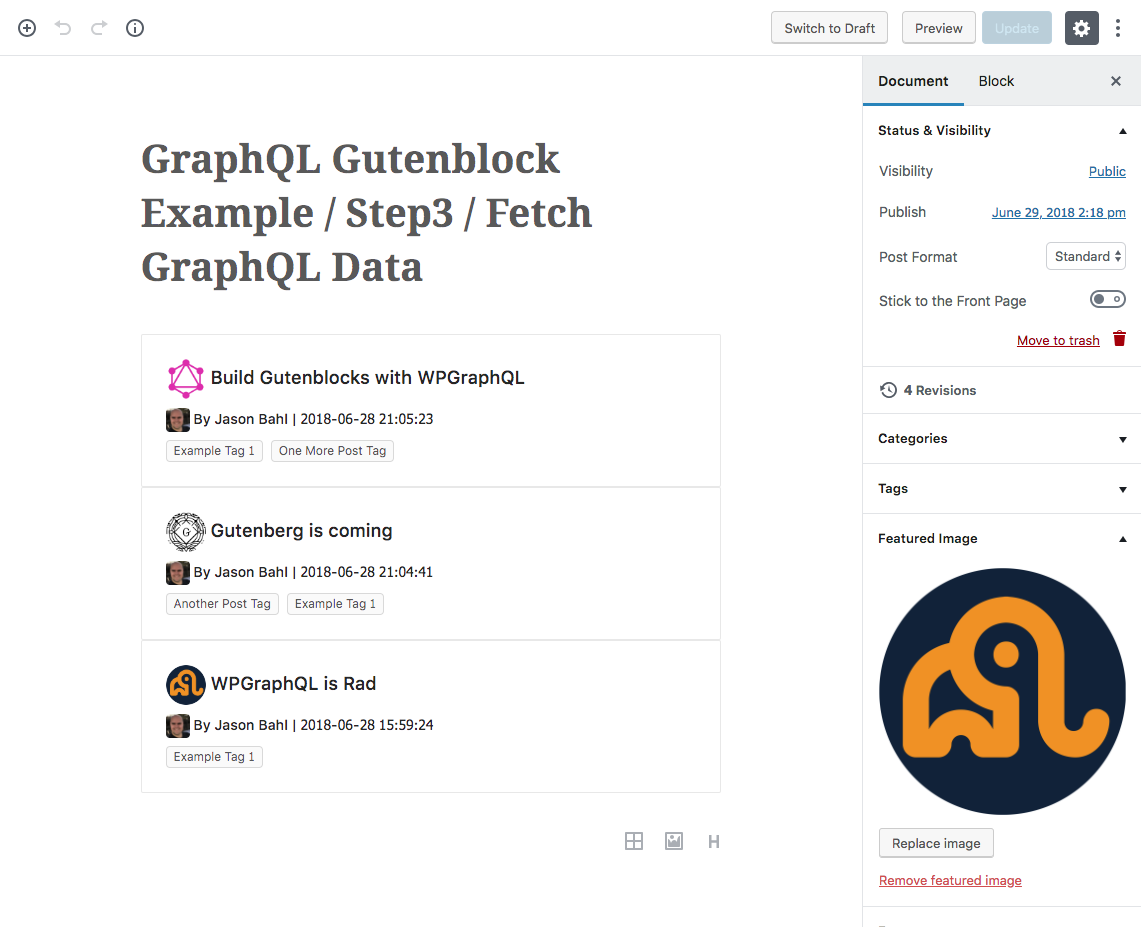 Switch to Draft Preview Update
GraphQL Gutenblock
Example / Step3 / Fetch
GraphQL Data
Build Gutenblocks with WPGraphQL
By Jason Bahl | 2018-06-28 21:05:23
Example Tag 1 One More Post Tag
G
Gutenberg is coming
By Jason Bahl | 2018-06-28 21:04:41
Another Post Tag Example Tag 1
WPGraphQL is Rad
By Jason Bahl | 2018-06-28 15:59:24
Example Tag 1
H
Document Block
Status & Visibility
Visibility Public
Publish June 29, 2018 2:18 pm
Post Format Standard
Stick to the Front Page
Move to trash
4 Revisions
Categories
Tags
Featured Image
Replace image
Remove featured image